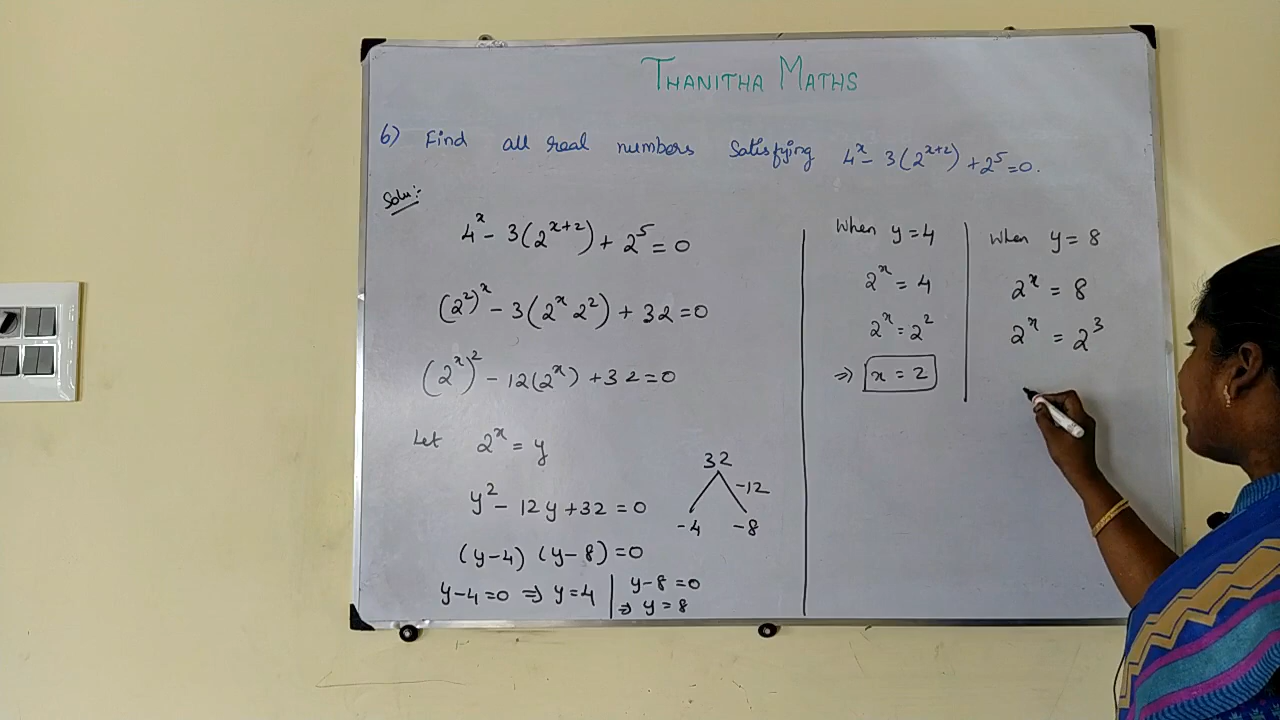 THANITHA MATHS
6) Find all real numbers satisfying 4^x - 3(2^{x+2}) + 2^5 = 0.
Solu:-
4^x - 3(2^{x+2}) + 2^5 = 0
(2^2)^x - 3(2^x 2^2) + 32 = 0
(2^x)^2 - 12(2^x) + 32 = 0
Let 2^x = y
y^2 - 12y + 32 = 0
(y-4) (y-8) = 0
y-4=0 ⇒ y=4
y-8=0
⇒ y=8
32
-12
-4 -8
When y=4
2^x = 4
2^x = 2^2
⇒ x = 2
When y = 8
2^x = 8
2^x = 2^3